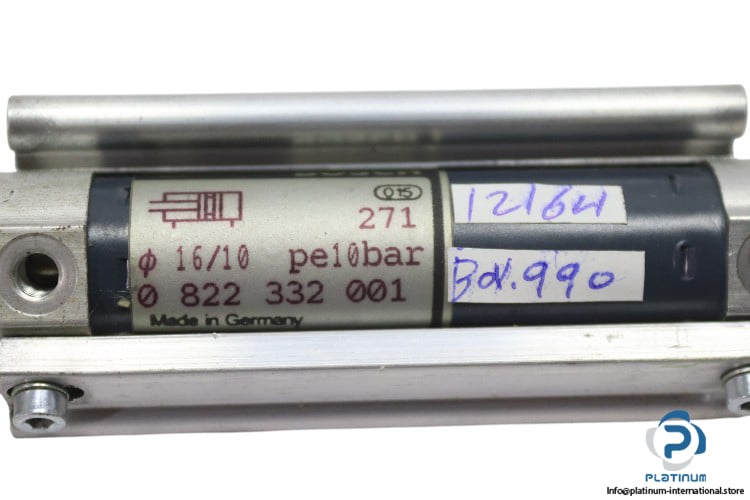 Q15
271
ϕ 16/10 pe10bar
0 822 332 001
Made in Germany
12164
Box.990
PLATINUM
Info@platinum-international.store